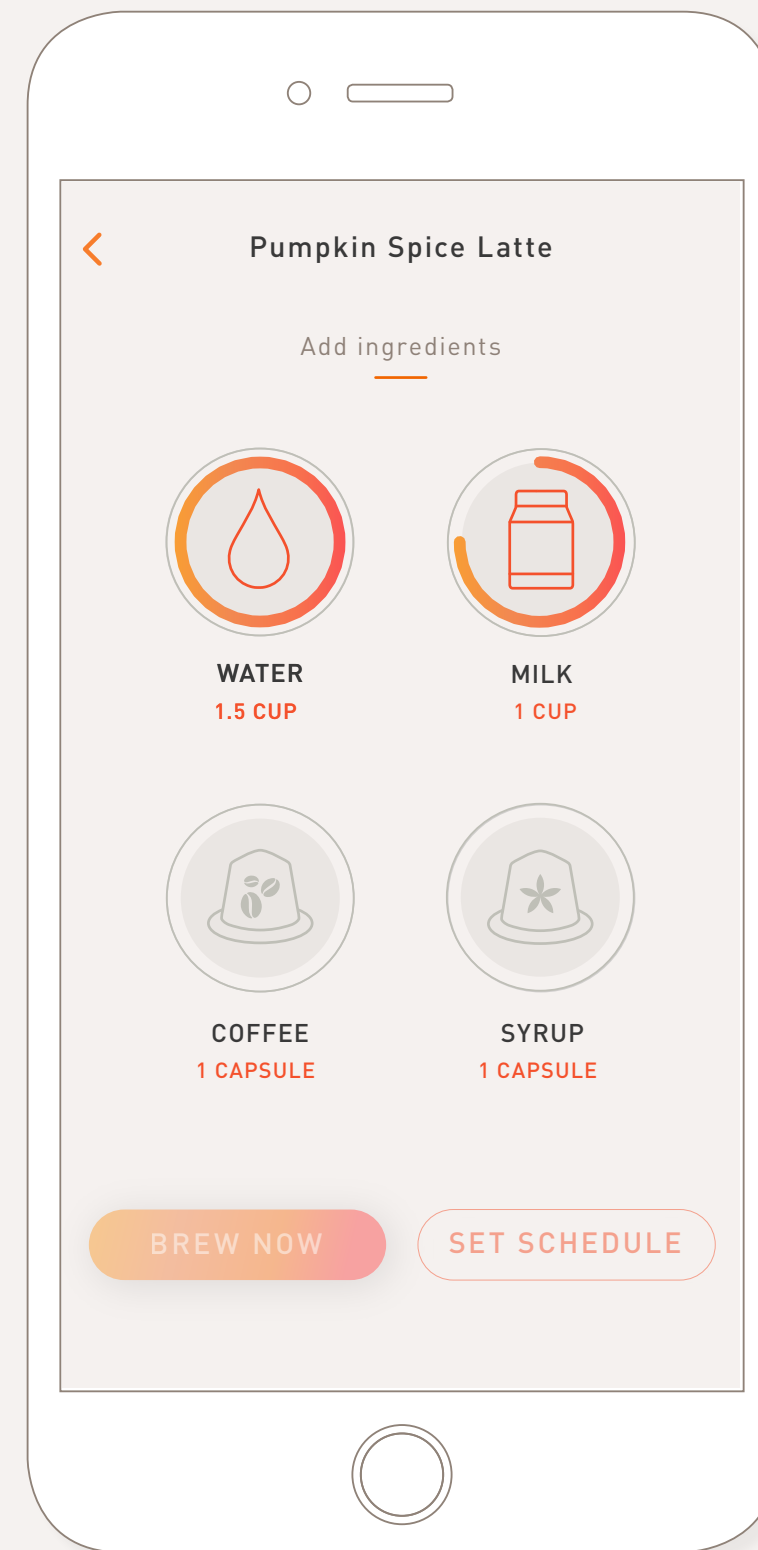 Pumpkin Spice Latte
Add ingredients
WATER
1.5 CUP
MILK
1 CUP
COFFEE
1 CAPSULE
SYRUP
1 CAPSULE
BREW NOW
SET SCHEDULE